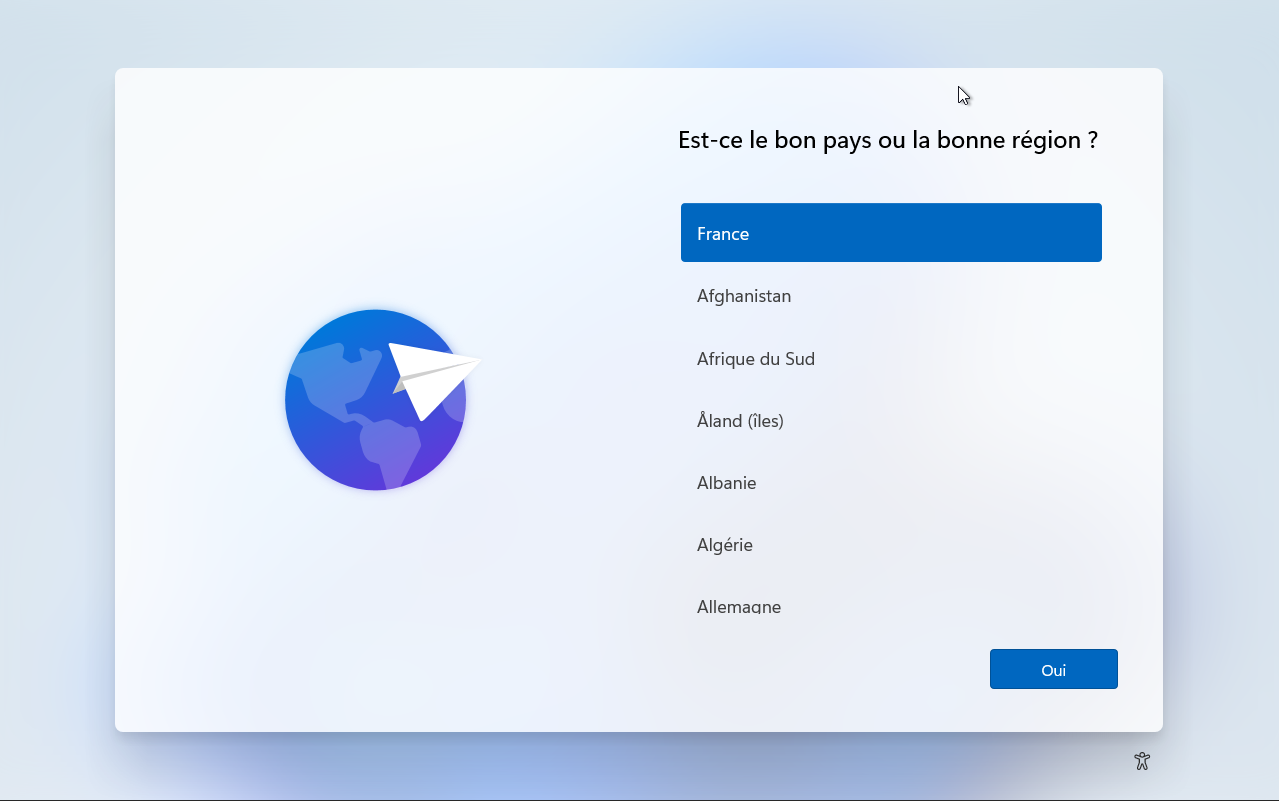 Est-ce le bon pays ou la bonne région ?
France
Afghanistan
Afrique du Sud
Åland (îles)
Albanie
Algérie
Allemagne
Oui